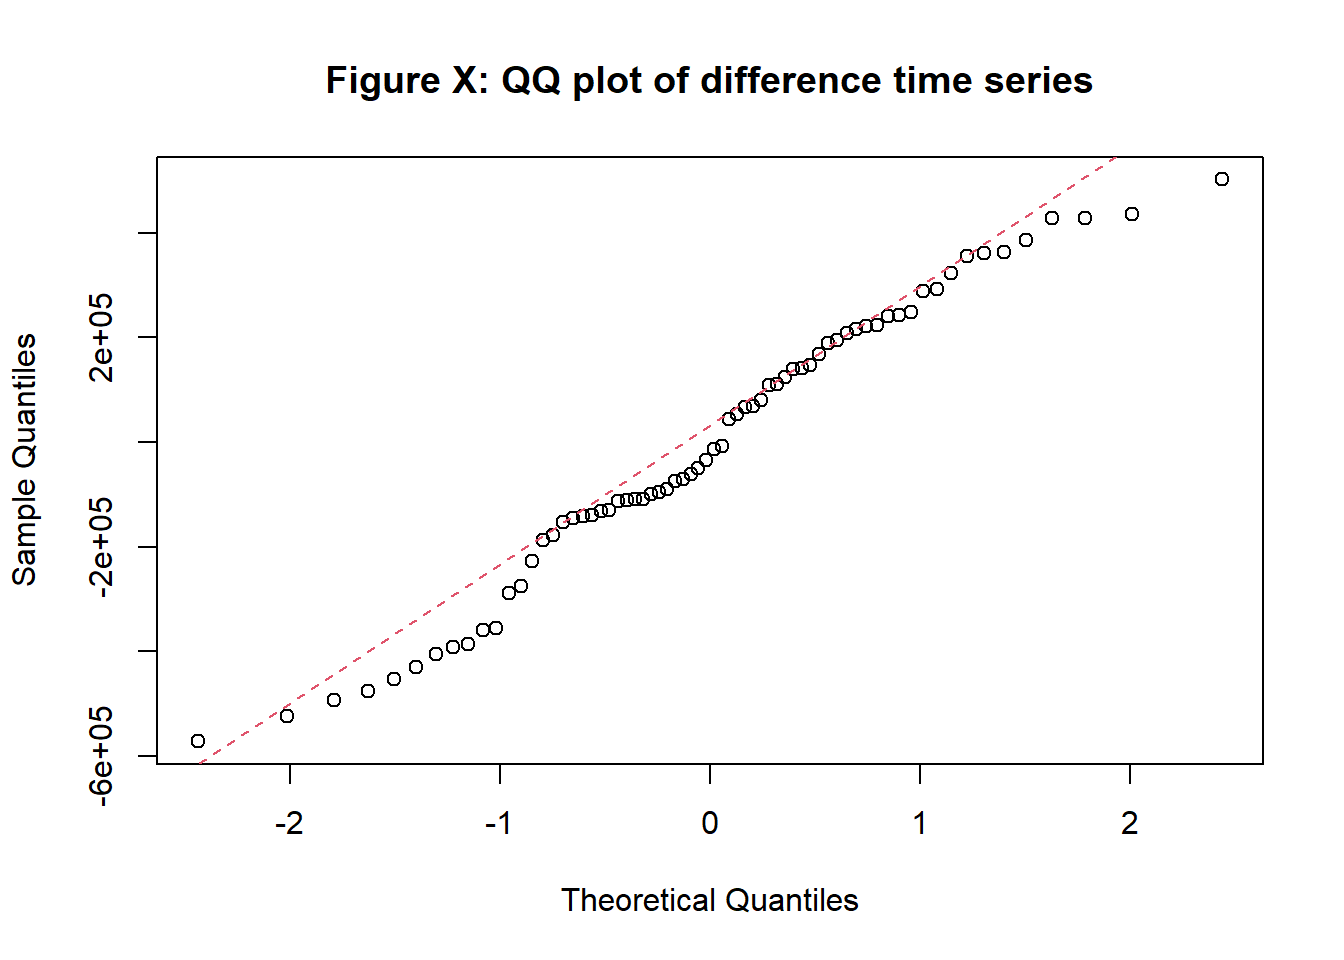 Figure X: QQ plot of difference time series
Sample Quantiles
2e+05
-2e+05
-6e+05
-2
-1
0
1
2
Theoretical Quantiles